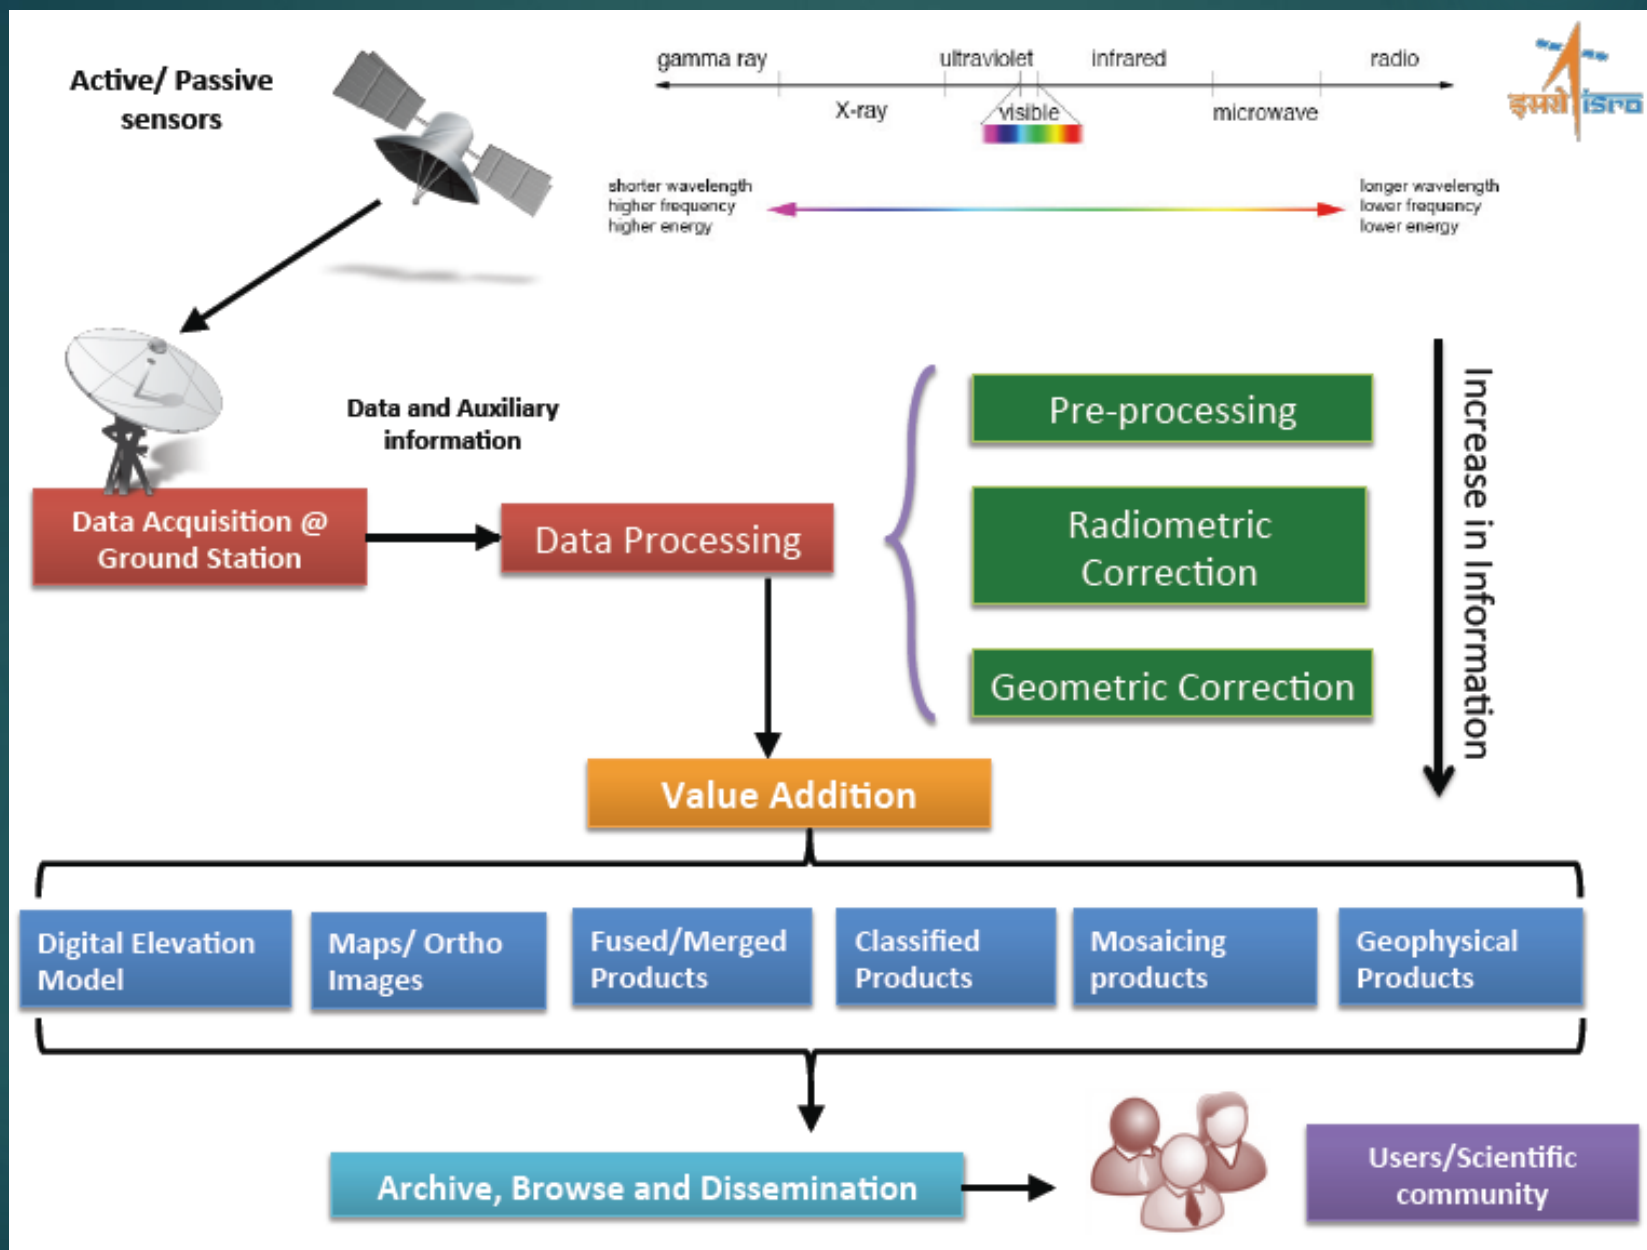 Active/ Passive
sensors
gamma ray
ultraviolet
infrared
radio
X-ray
visible
microwave
इसरो isro
shorter wavelength
higher frequency
higher energy
longer wavelength
lower frequency
lower energy
Data and Auxiliary
information
Data Acquisition @
Ground Station
Data Processing
Pre-processing
Radiometric
Correction
Geometric Correction
Increase in Information
Value Addition
Digital Elevation
Model
Maps/ Ortho
Images
Fused/Merged
Products
Classified
Products
Mosaicing
products
Geophysical
Products
Archive, Browse and Dissemination
Users/Scientific
community